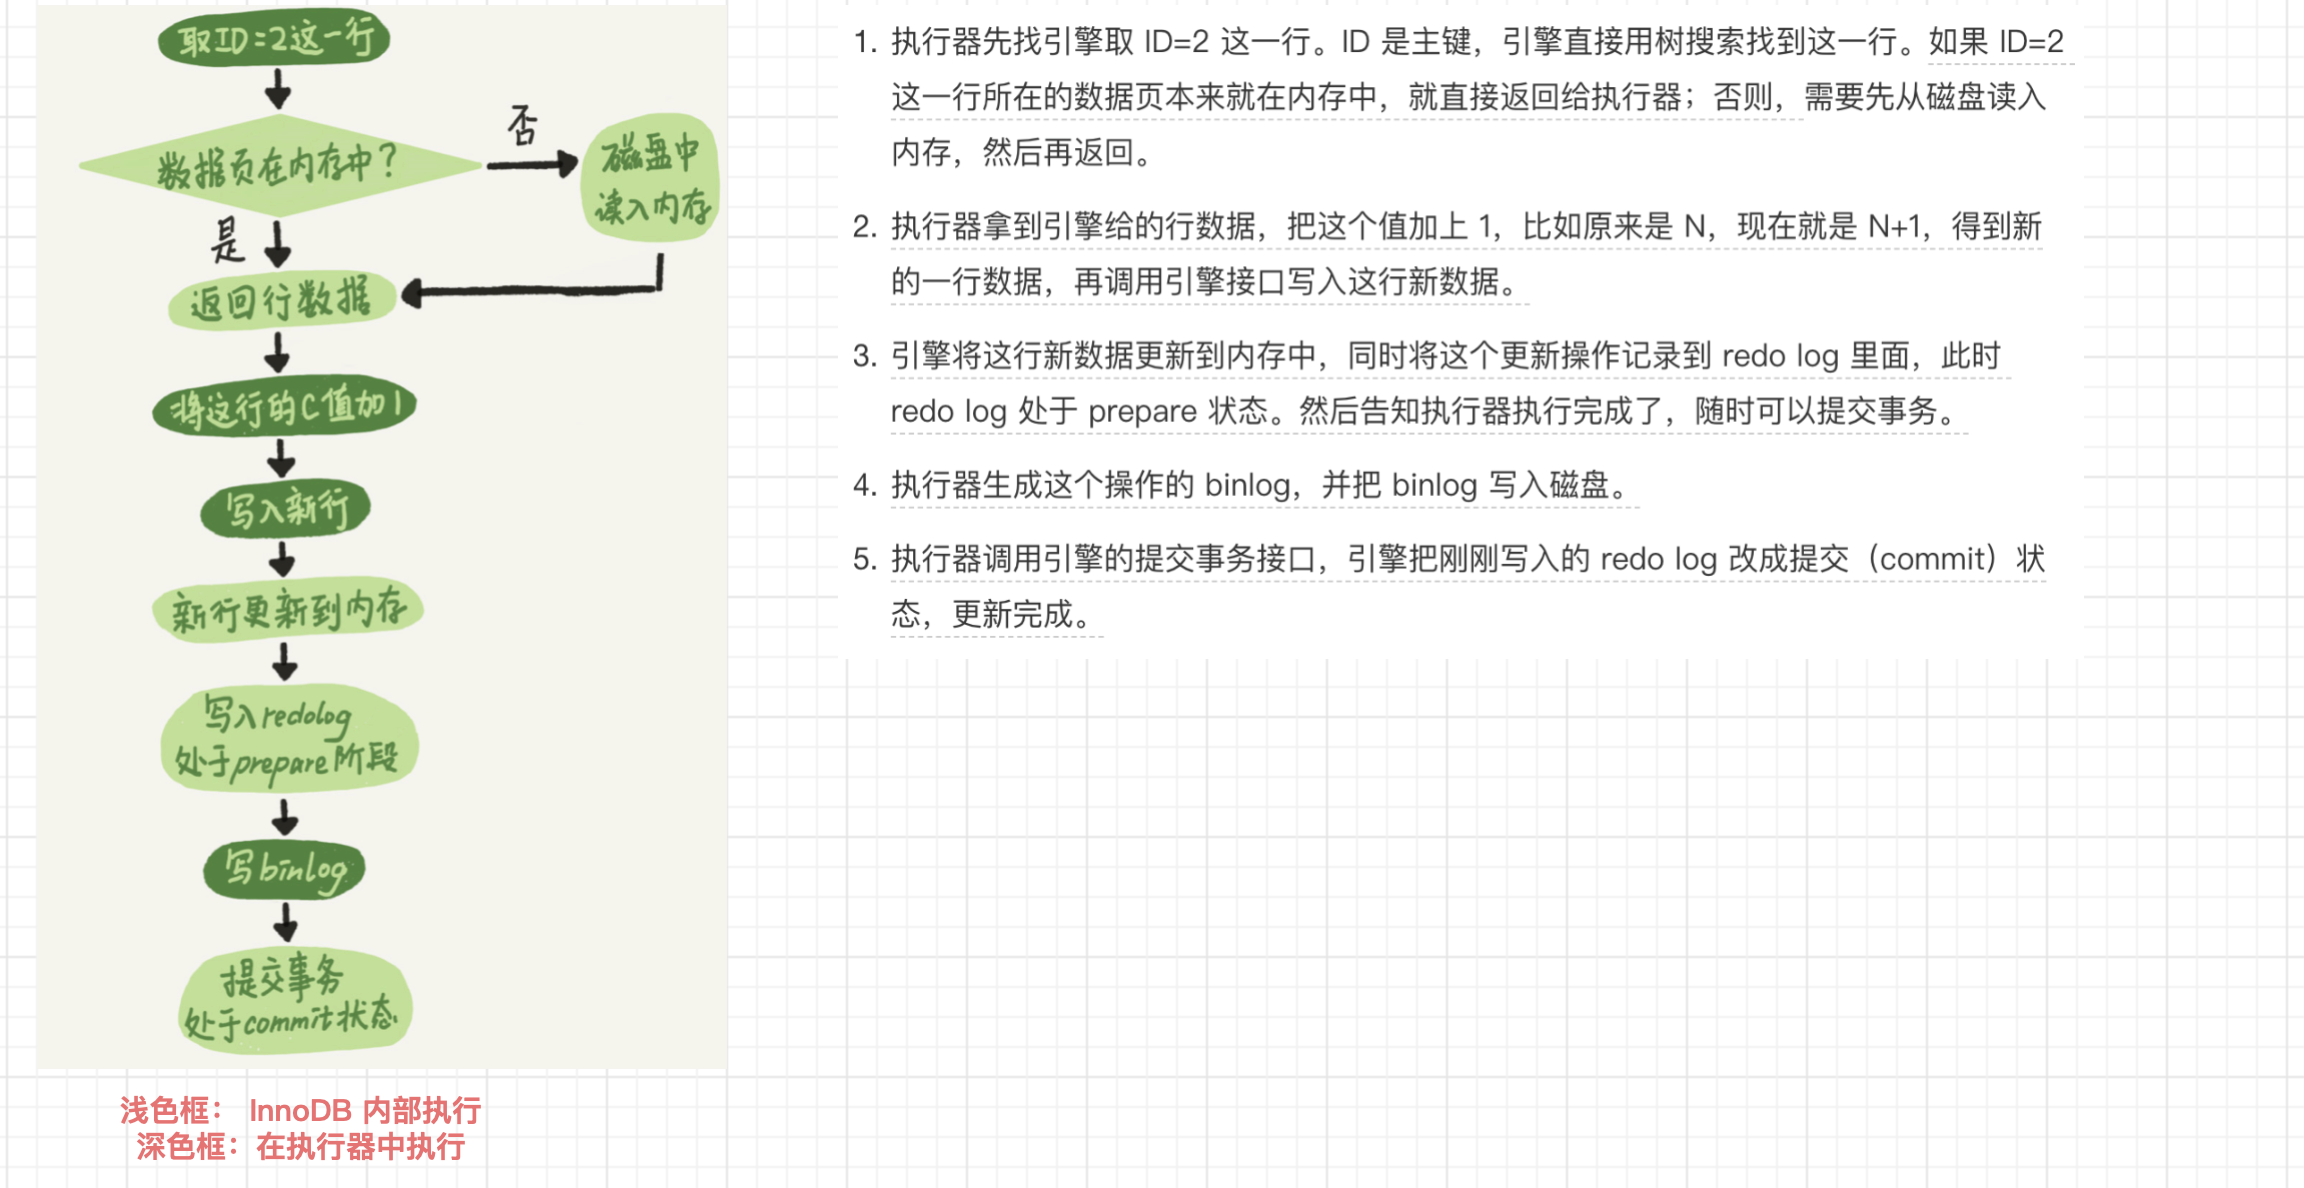 取ID=2这一行
数据页在内存中?
否
磁盘中
读入内存
是
返回行数据
将这行的C值加1
写入新行
新行更新到内存
写入redolog
处于prepare阶段
写binlog
提交事务
处于commit状态
浅色框： InnoDB 内部执行
深色框：在执行器中执行
1. 执行器先找引擎取 ID=2 这一行。ID 是主键，引擎直接用树搜索找到这一行。如果 ID=2
这一行所在的数据页本来就在内存中，就直接返回给执行器；否则，需要先从磁盘读入
内存，然后再返回。
2. 执行器拿到引擎给的行数据，把这个值加上 1，比如原来是 N，现在就是 N+1，得到新
的一行数据，再调用引擎接口写入这行新数据。
3. 引擎将这行新数据更新到内存中，同时将这个更新操作记录到 redo log 里面，此时
redo log 处于 prepare 状态。然后告知执行器执行完成了，随时可以提交事务。
4. 执行器生成这个操作的 binlog，并把 binlog 写入磁盘。
5. 执行器调用引擎的提交事务接口，引擎把刚刚写入的 redo log 改成提交（commit）状
态，更新完成。